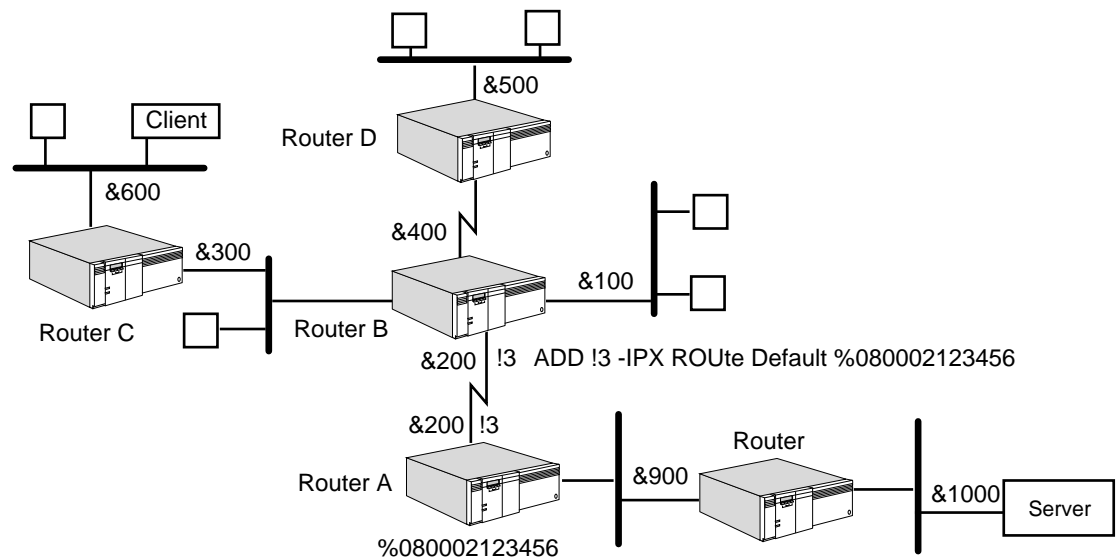 &500
Router D
Client
&600
&400
&300
&100
Router C
Router B
&200 !3 ADD !3 -IPX ROUte Default %080002123456
&200 !3
Router
Router A
&900
&1000
Server
%080002123456